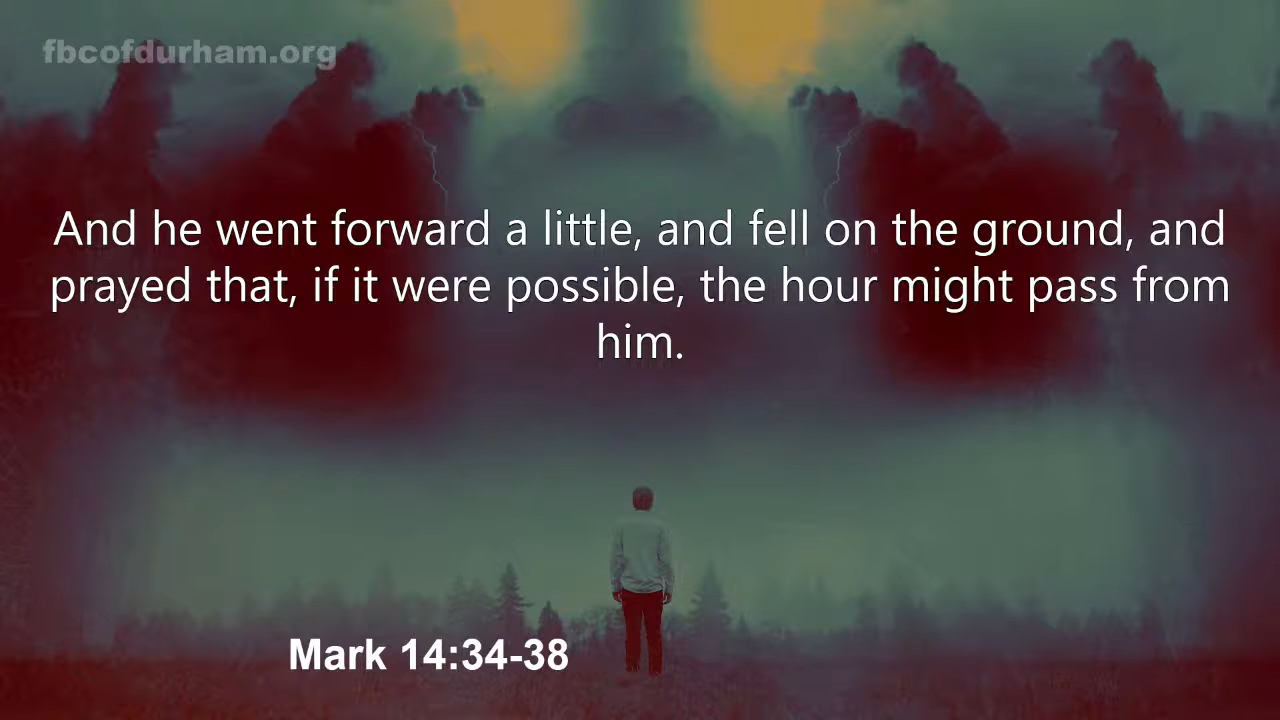 fbcofdurham.org
And he went forward a little, and fell on the ground, and
prayed that, if it were possible, the hour might pass from
him.
Mark 14:34-38